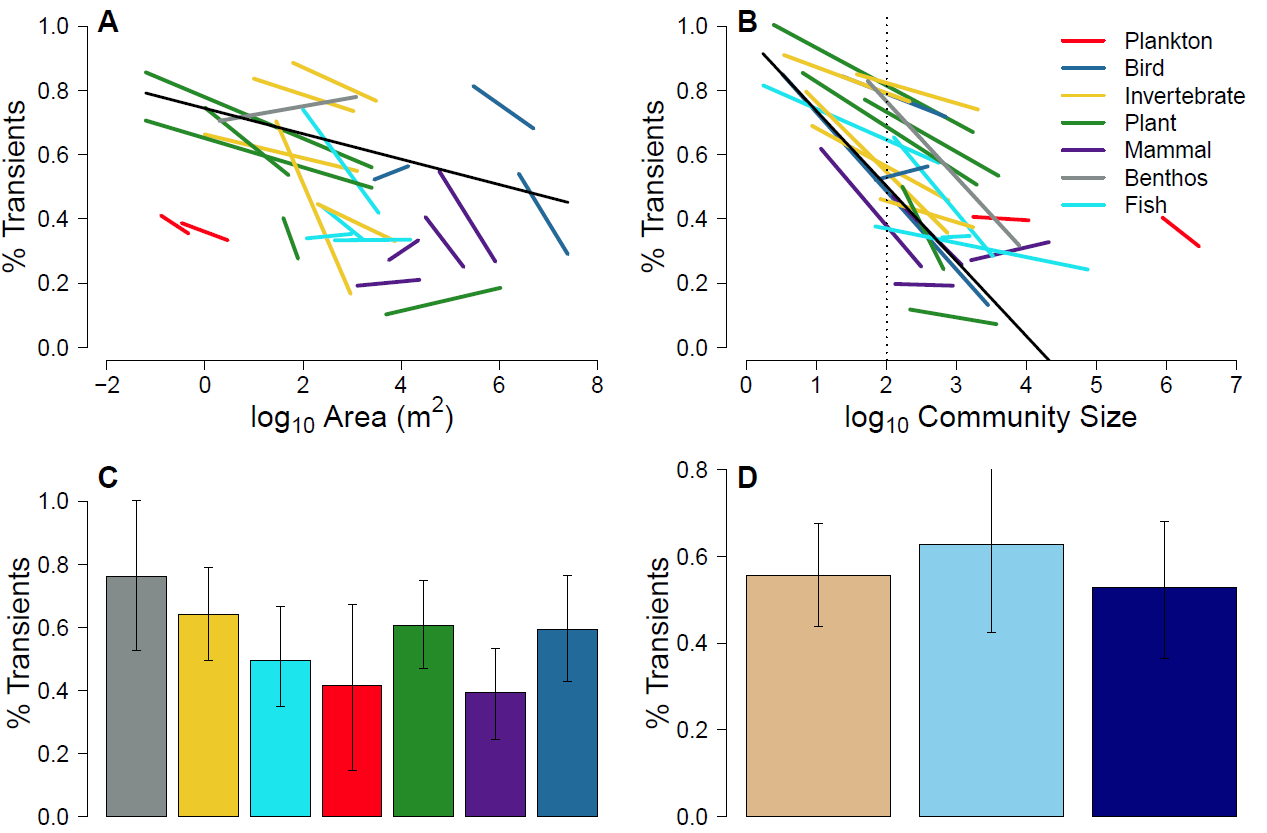 A
% Transients
1.0
0.8
0.6
0.4
0.2
0.0
−2 0 2 4 6 8
log10 Area (m2)
B
% Transients
1.0
0.8
0.6
0.4
0.2
0.0
0 1 2 3 4 5 6 7
log10 Community Size
Plankton
Bird
Invertebrate
Plant
Mammal
Benthos
Fish
C
% Transients
1.0
0.8
0.6
0.4
0.2
0.0
D
% Transients
0.8
0.6
0.4
0.2
0.0